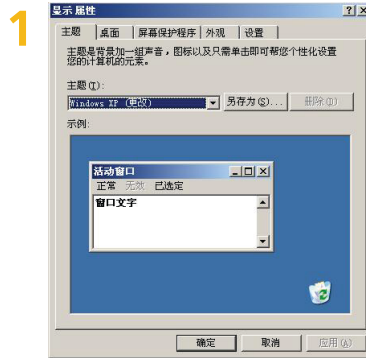 1
显示 属性
主题 桌面 屏幕保护程序 外观 设置
主题是背景加一组声音，图标以及只需单击即可帮您个性化设置
您的计算机的元素。
主题(T):
Windows XP (更改) 另存为(S)... 删除(D)
示例:
活动窗口
正常 无效 已选定
窗口文字
确定 取消 应用(A)